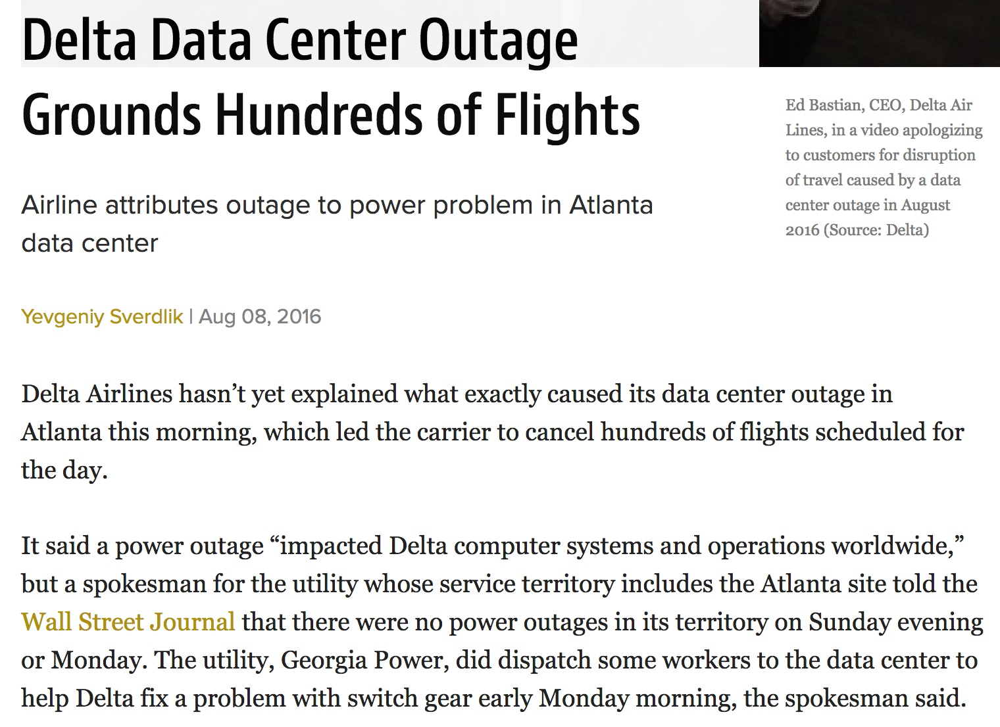 Delta Data Center Outage
Grounds Hundreds of Flights
Airline attributes outage to power problem in Atlanta
data center
Yevgeniy Sverdlik | Aug 08, 2016
Ed Bastian, CEO, Delta Air
Lines, in a video apologizing
to customers for disruption
of travel caused by a data
center outage in August
2016 (Source: Delta)
Delta Airlines hasn’t yet explained what exactly caused its data center outage in
Atlanta this morning, which led the carrier to cancel hundreds of flights scheduled for
the day.
It said a power outage “impacted Delta computer systems and operations worldwide,”
but a spokesman for the utility whose service territory includes the Atlanta site told the
Wall Street Journal that there were no power outages in its territory on Sunday evening
or Monday. The utility, Georgia Power, did dispatch some workers to the data center to
help Delta fix a problem with switch gear early Monday morning, the spokesman said.